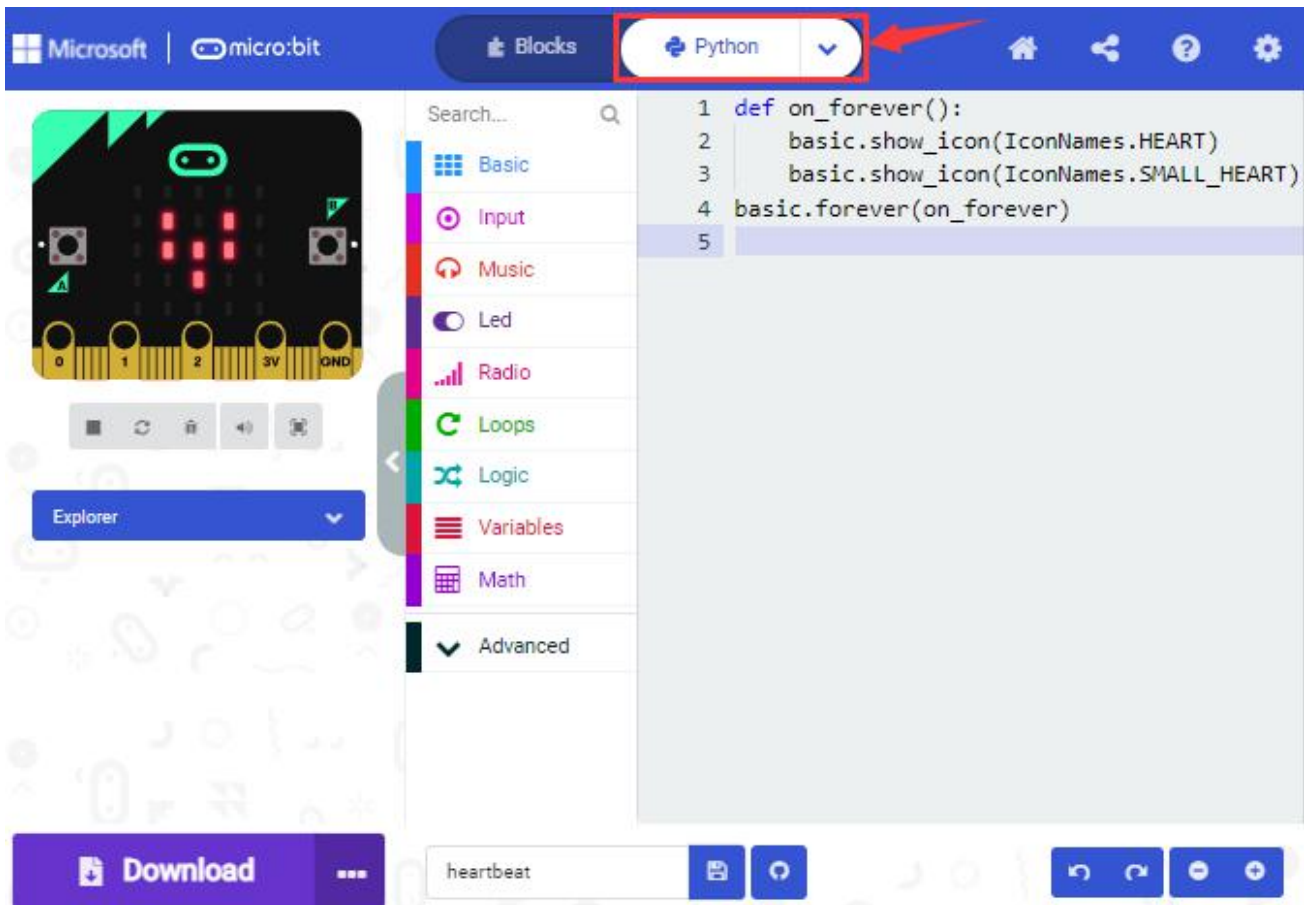 Microsoft | micro:bit
Blocks
Python
Search...
Basic
Input
Music
Led
Radio
Loops
Logic
Variables
Math
Advanced
1 def on_forever():
2 basic.show_icon(IconNames.HEART)
3 basic.show_icon(IconNames.SMALL_HEART)
4 basic.forever(on_forever)
5
B
A
0 1 2 3V GND
Explorer
Download
heartbeat